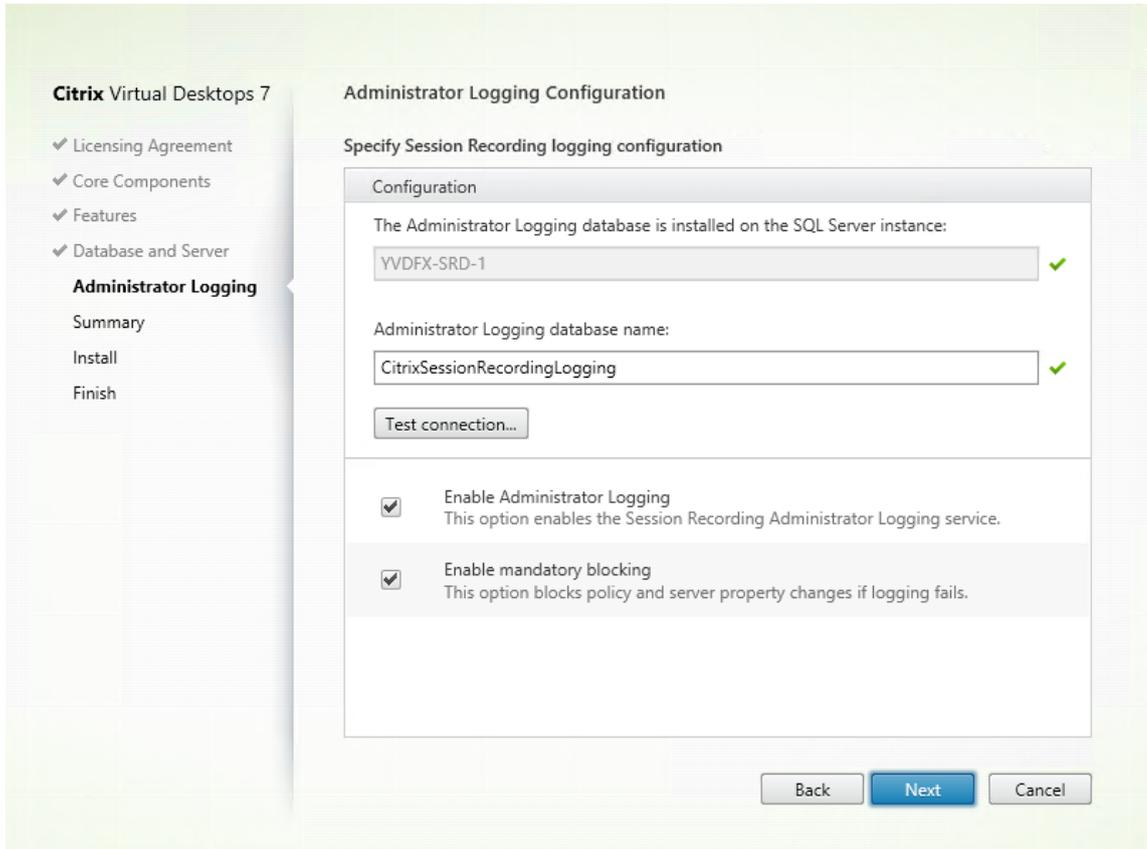 Citrix Virtual Desktops 7
Licensing Agreement
Core Components
Features
Database and Server
Administrator Logging
Summary
Install
Finish
Administrator Logging Configuration
Specify Session Recording logging configuration
Configuration
The Administrator Logging database is installed on the SQL Server instance:
YVDFX-SRD-1
Administrator Logging database name:
CitrixSessionRecordingLogging
Test connection...
Enable Administrator Logging
This option enables the Session Recording Administrator Logging service.
Enable mandatory blocking
This option blocks policy and server property changes if logging fails.
Back
Next
Cancel